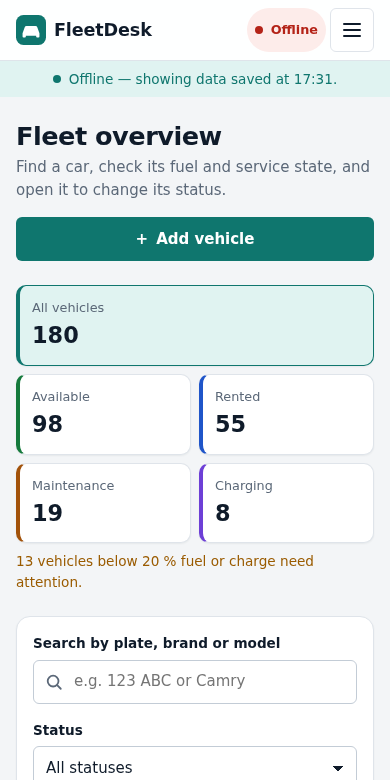 FleetDesk
Offline
Offline — showing data saved at 17:31.
Fleet overview
Find a car, check its fuel and service state, and
open it to change its status.
+ Add vehicle
All vehicles
180
Available
98
Rented
55
Maintenance
19
Charging
8
13 vehicles below 20 % fuel or charge need
attention.
Search by plate, brand or model
e.g. 123 ABC or Camry
Status
All statuses